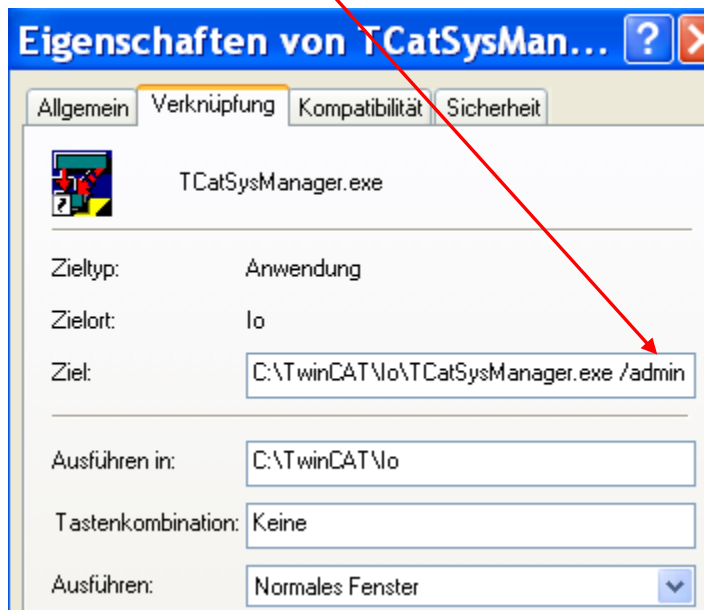 Eigenschaften von TCatSysMan...
Allgemein Verknüpfung Kompatibilität Sicherheit
TCatSysManager.exe
Zieltyp: Anwendung
Zielort: Io
Ziel: C:\TwinCAT\Io\TCatSysManager.exe /admin
Ausführen in: C:\TwinCAT\Io
Tastenkombination: Keine
Ausführen: Normales Fenster